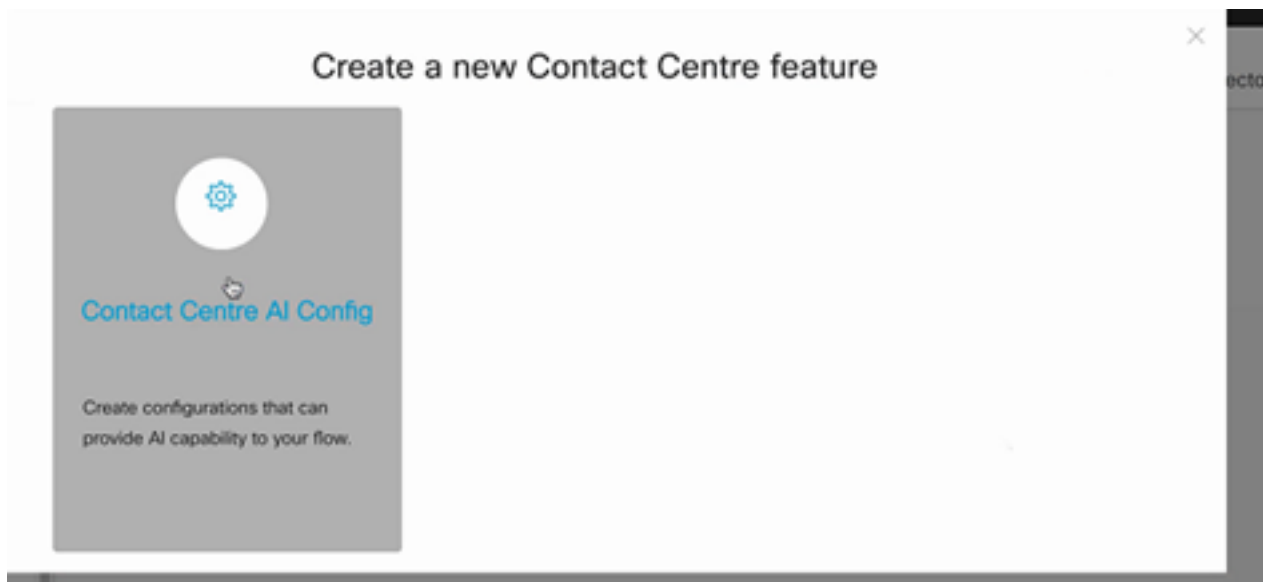 Create a new Contact Centre feature
ecto
Contact Centre AI Config
Create configurations that can
provide AI capability to your flow.